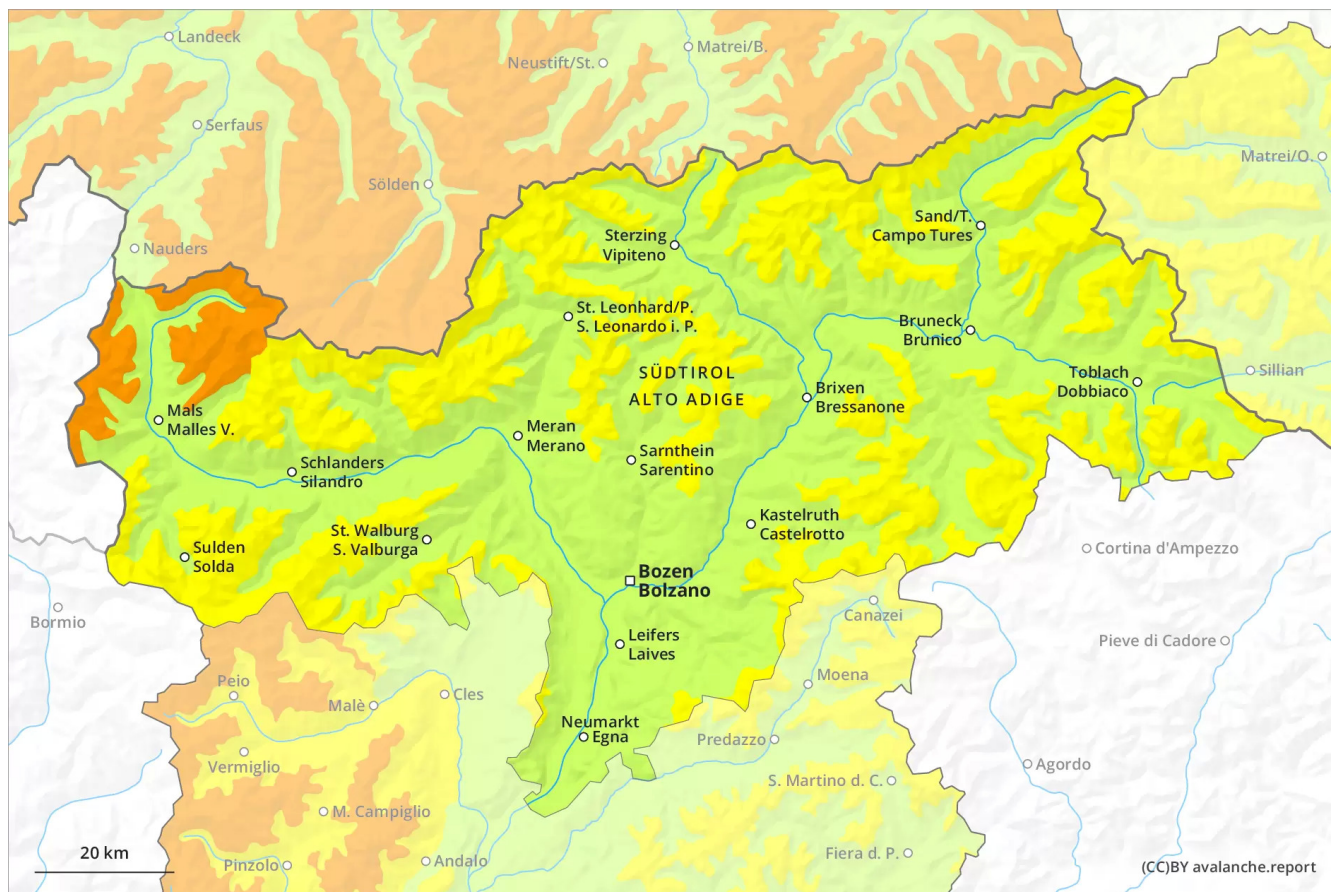 Landeck
Matrei/B.
Neustift/St.
Serfaus
Matrei/O.
Sölden
Sand/T.
Campo Tures
Nauders
Sterzing
Vipiteno
St. Leonhard/P.
S. Leonardo i. P.
Bruneck
Brunico
SÜDTIROL
ALTO ADIGE
Toblach
Dobbiaco
Sillian
Brixen
Bressanone
Mals
Malles V.
Meran
Merano
Sarnthein
Sarentino
Schlanders
Silandro
Kastelruth
Castelrotto
St. Walburg
S. Valburga
Sulden
Solda
Cortina d'Ampezzo
Bozen
Bolzano
Bormio
Canazei
Leifers
Laives
Pieve di Cadore
Moena
Peio
Cles
Malè
Neumarkt
Egna
Predazzo
Vermiglio
Agordo
S. Martino d. C.
M. Campiglio
20 km
Pinzolo
Andalo
Fiera d. P.
(CC)BY avalanche.report